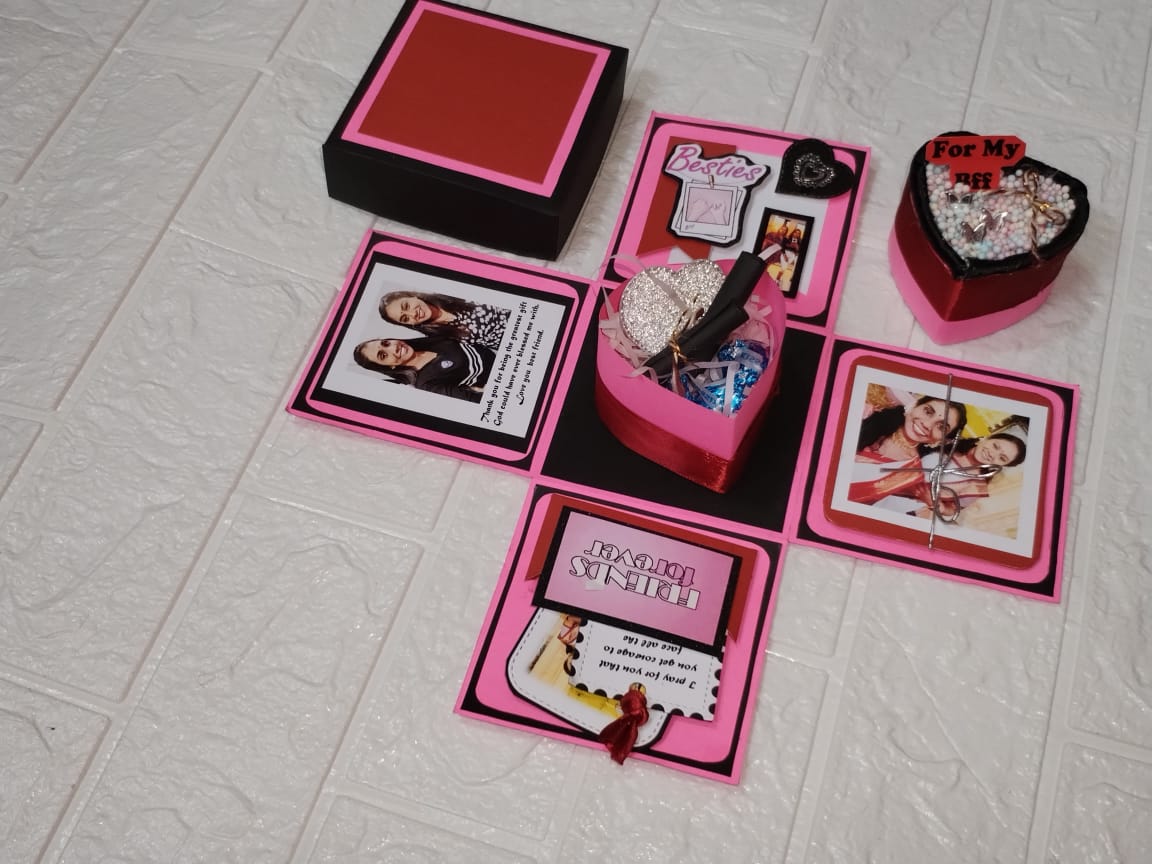 Besties
For My
Bff
Thank you for being the greatest gift
God could have ever blessed me with.
Love you, best friend.
FRIENDS
forever
I pray for you that
you get courage to
face all the